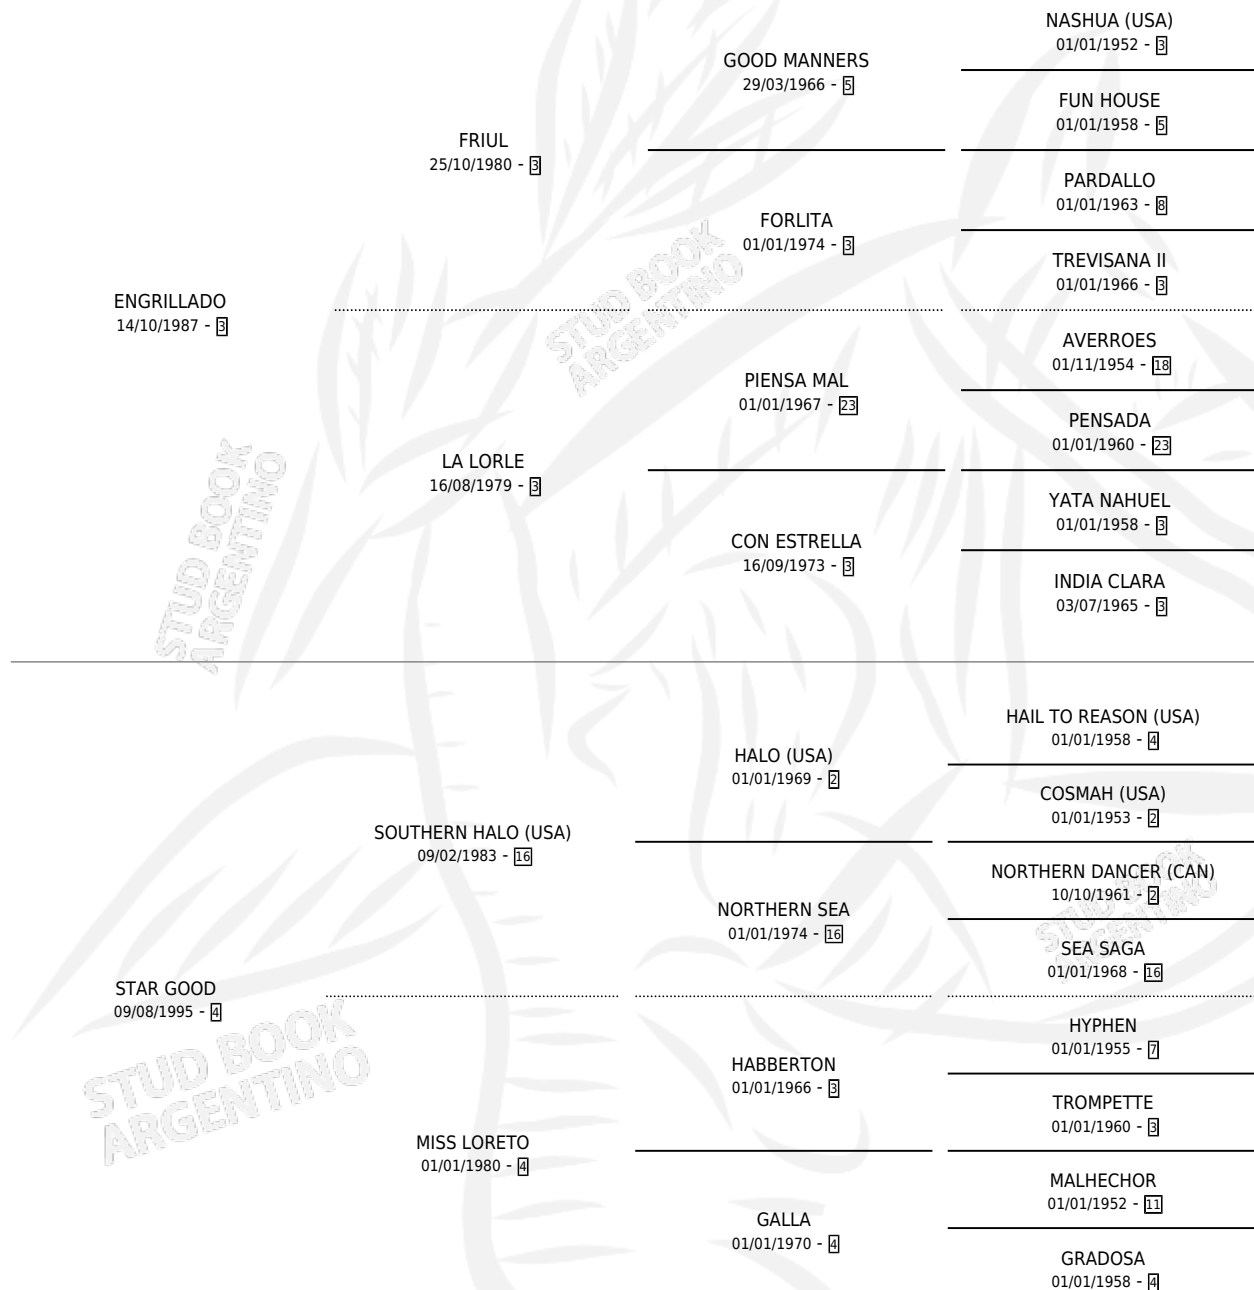 NASHUA (USA)
01/01/1952 - 3
GOOD MANNERS
29/03/1966 - 5
FUN HOUSE
01/01/1958 - 5
FRIUL
25/10/1980 - 3
PARDALLO
01/01/1963 - 8
FORLITA
01/01/1974 - 3
TREVISANA II
01/01/1966 - 3
STUD BOOK
ARGENTINO
ENGRILLADO
14/10/1987 - 3
AVERROES
01/11/1954 - 18
PIENSA MAL
01/01/1967 - 23
PENSADA
01/01/1960 - 23
LA LORLE
16/08/1979 - 3
YATA NAHUEL
01/01/1958 - 3
CON ESTRELLA
16/09/1973 - 3
INDIA CLARA
03/07/1965 - 3
STUD BOOK
ARGENTINO
HAIL TO REASON (USA)
01/01/1958 - 4
HALO (USA)
01/01/1969 - 2
COSMAH (USA)
01/01/1953 - 2
SOUTHERN HALO (USA)
09/02/1983 - 16
NORTHERN DANCER (CAN)
10/10/1961 - 2
NORTHERN SEA
01/01/1974 - 16
SEA SAGA
01/01/1968 - 16
STUD BOOK
ARGENTINO
STAR GOOD
09/08/1995 - 4
HYPHEN
01/01/1955 - 7
HABBERTON
01/01/1966 - 3
TROMPETTE
01/01/1960 - 3
STUD BOOK
ARGENTINO
MISS LORETO
01/01/1980 - 4
MALHECHOR
01/01/1952 - 11
GALLA
01/01/1970 - 4
GRADOSA
01/01/1958 - 4